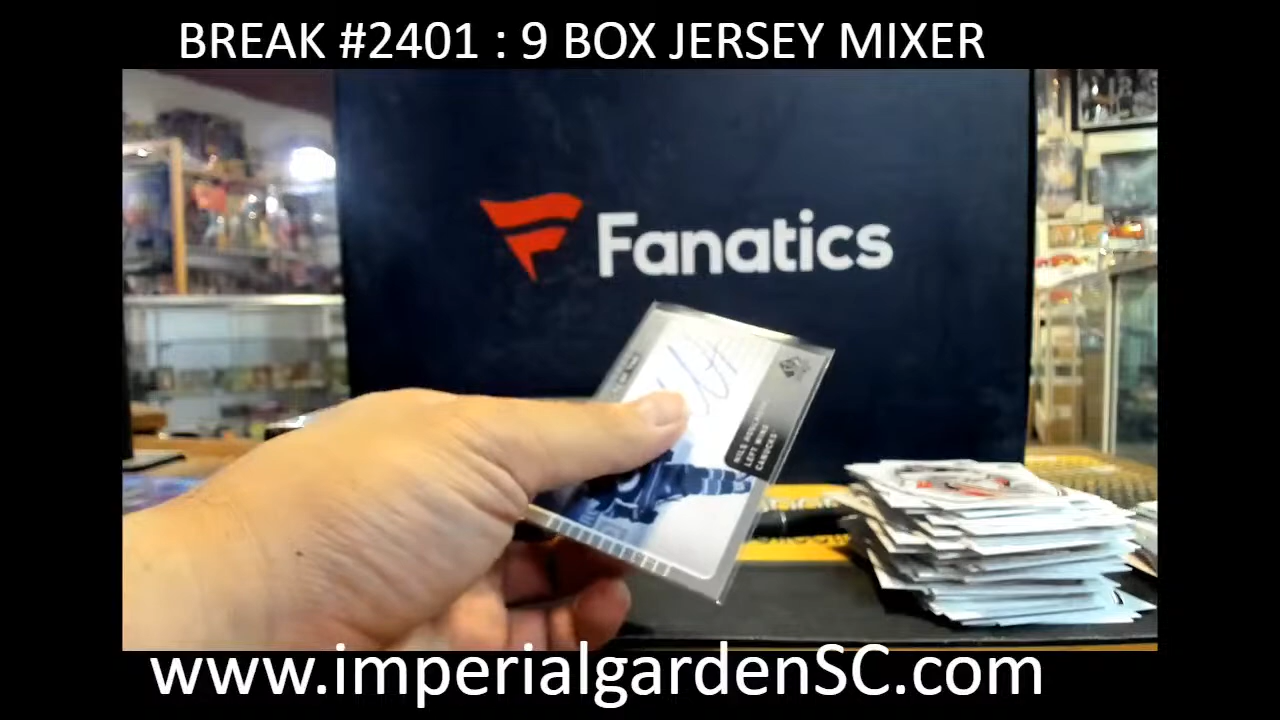 BREAK #2401 : 9 BOX JERSEY MIXER
Fanatics
NILS HÖGLANDER
LEFT WING
CANUCKS
www.imperialgardenSC.com